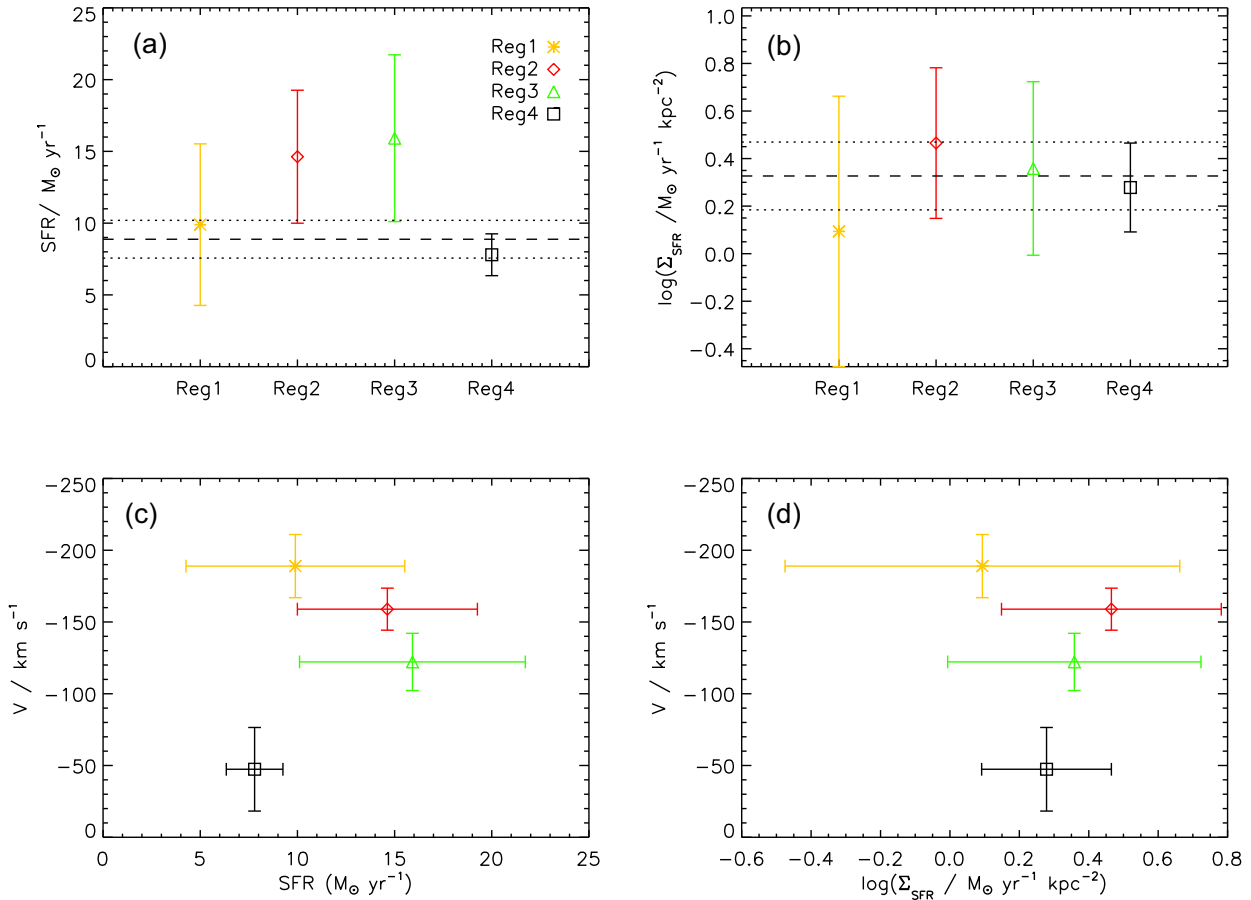 (a)
Reg1
Reg2
Reg3
Reg4
25
20
15
10
5
0
SFR/ M⊙ yr⁻¹
Reg1 Reg2 Reg3 Reg4
(b)
1.0
0.8
0.6
0.4
0.2
0.0
−0.2
−0.4
log(Σ_SFR /M⊙ yr⁻¹ kpc⁻²)
Reg1 Reg2 Reg3 Reg4
(c)
−250
−200
−150
−100
−50
0
V / km s⁻¹
0 5 10 15 20 25
SFR (M⊙ yr⁻¹)
(d)
−250
−200
−150
−100
−50
0
V / km s⁻¹
−0.6 −0.4 −0.2 0.0 0.2 0.4 0.6 0.8
log(Σ_SFR / M⊙ yr⁻¹ kpc⁻²)